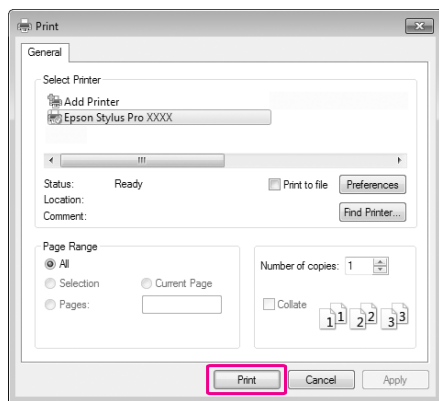 Print
General
Select Printer
Add Printer
Epson Stylus Pro XXXX
Status: Ready
Print to file
Preferences
Location:
Comment:
Find Printer...
Page Range
All
Selection
Current Page
Pages:
Number of copies: 1
Collate
1 1 2 2 3 3
Print
Cancel
Apply